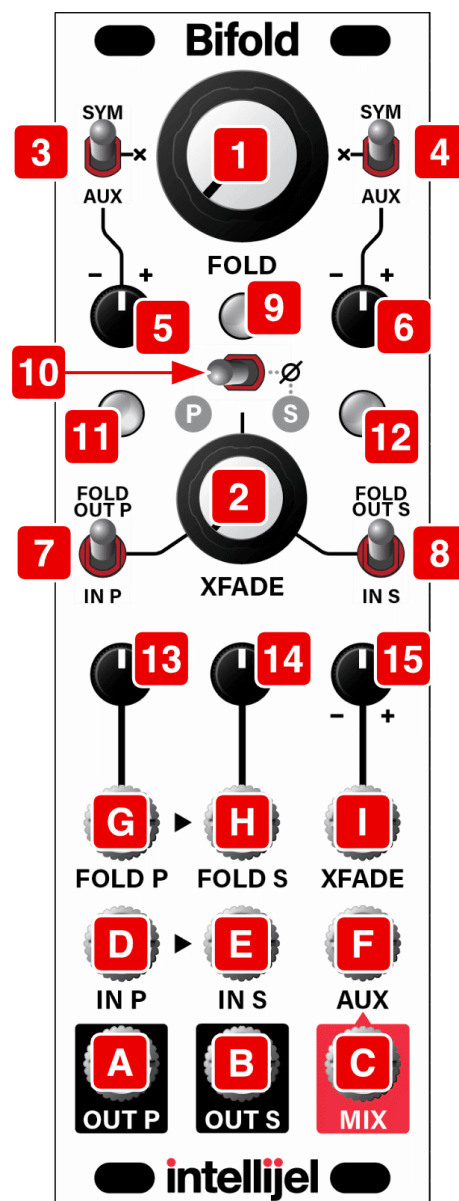 Bifold
SYM SYM
3 1 4
× ×
AUX AUX
FOLD
− + 9 − +
5 6
10 Ø
P S
11 12
FOLD OUT P 2 FOLD OUT S
7 8
IN P XFADE IN S
13 14 15
− +
G ▶ H I
FOLD P FOLD S XFADE
D ▶ E F
IN P IN S AUX
A B C
OUT P OUT S MIX
intellijel